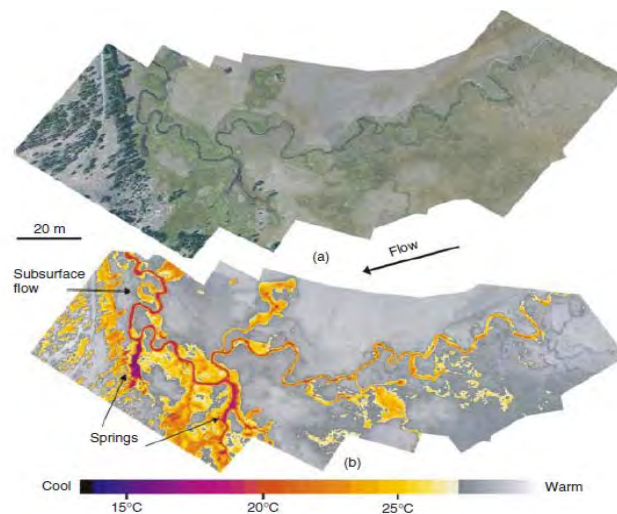 20 m
(a)
Flow
Subsurface
flow
Springs
(b)
Cool
15°C
20°C
25°C
Warm